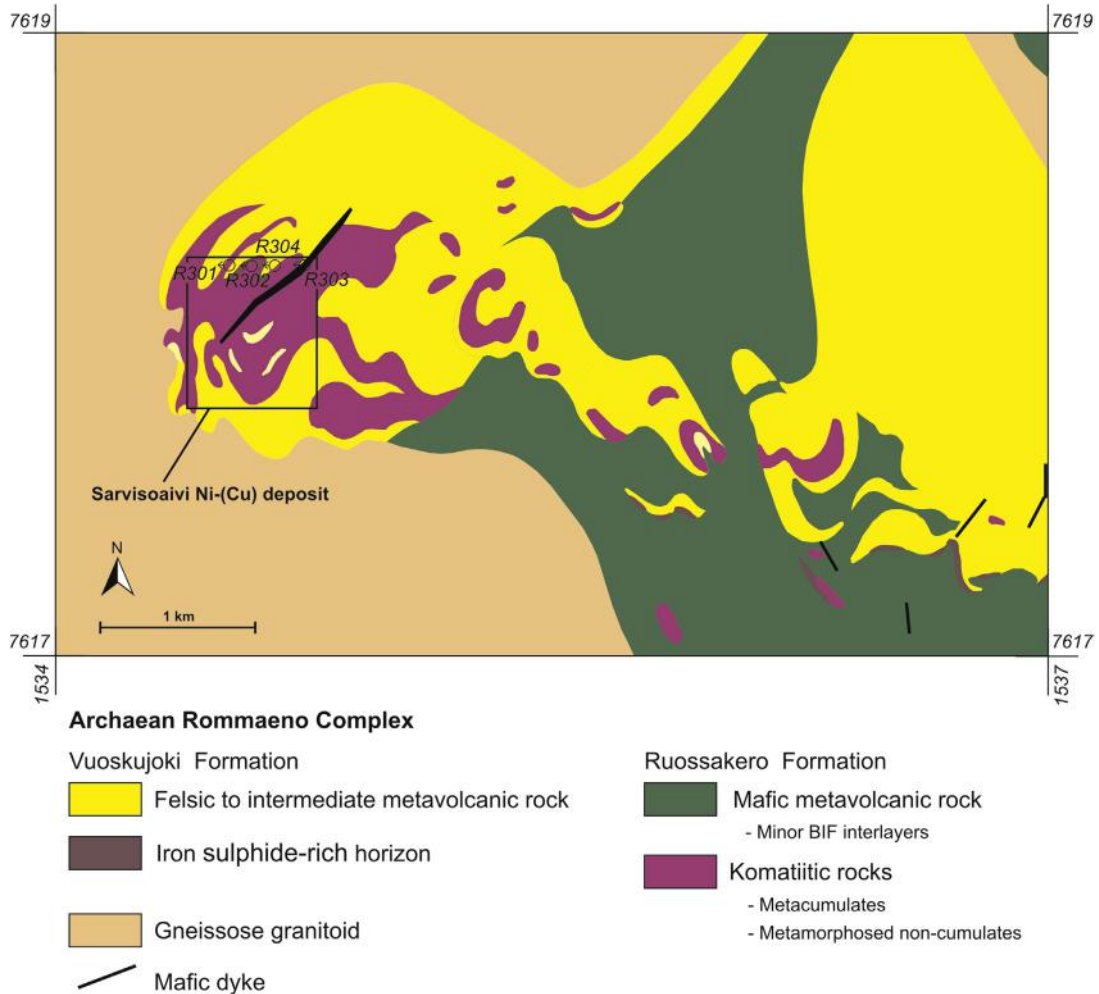 7619
7619
R304
R301
R302
R303
Sarvisoaivi Ni-(Cu) deposit
N
1 km
7617
7617
1534
1537
Archaean Rommaeno Complex
Vuoskujoki Formation
Ruossakero Formation
Felsic to intermediate metavolcanic rock
Mafic metavolcanic rock
- Minor BIF interlayers
Iron sulphide-rich horizon
Komatiitic rocks
- Metacumulates
- Metamorphosed non-cumulates
Gneissose granitoid
Mafic dyke